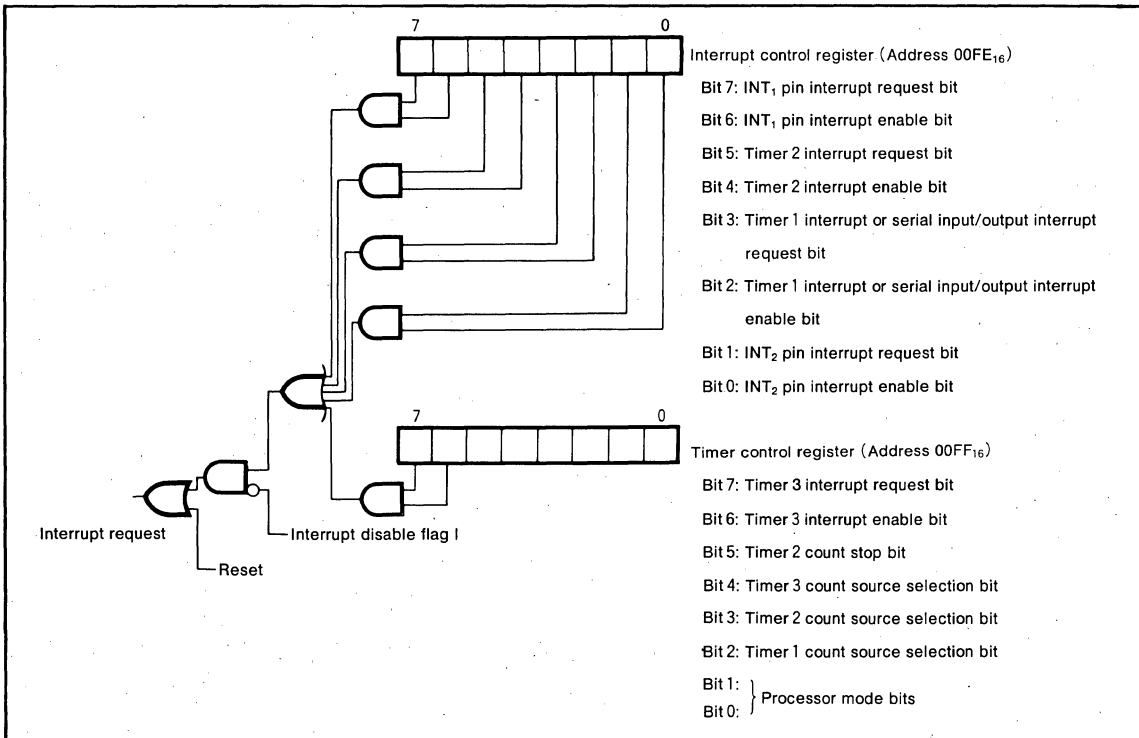 7 0
Interrupt control register (Address 00FE₁₆)
Bit 7: INT₁ pin interrupt request bit
Bit 6: INT₁ pin interrupt enable bit
Bit 5: Timer 2 interrupt request bit
Bit 4: Timer 2 interrupt enable bit
Bit 3: Timer 1 interrupt or serial input/output interrupt
request bit
Bit 2: Timer 1 interrupt or serial input/output interrupt
enable bit
Bit 1: INT₂ pin interrupt request bit
Bit 0: INT₂ pin interrupt enable bit
7 0
Timer control register (Address 00FF₁₆)
Bit 7: Timer 3 interrupt request bit
Bit 6: Timer 3 interrupt enable bit
Bit 5: Timer 2 count stop bit
Bit 4: Timer 3 count source selection bit
Bit 3: Timer 2 count source selection bit
Bit 2: Timer 1 count source selection bit
Bit 1:
Bit 0:
Processor mode bits
Interrupt request
Interrupt disable flag I
Reset